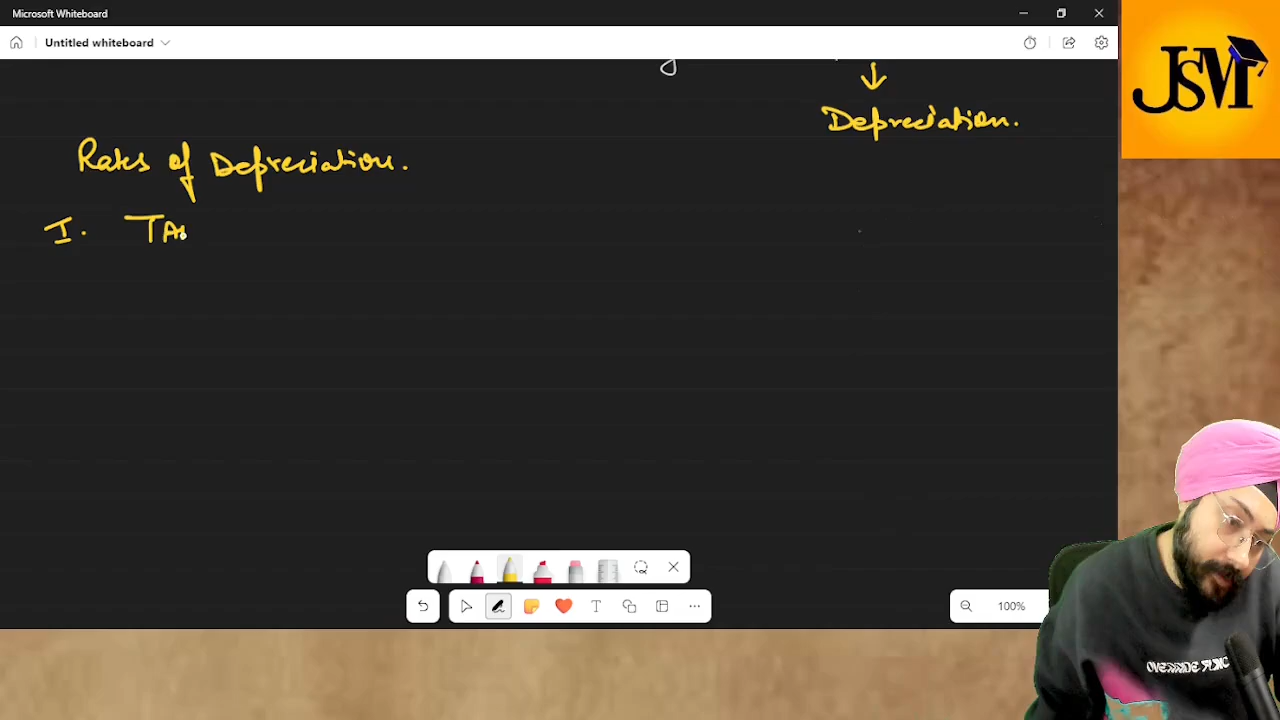 Microsoft Whiteboard
Untitled whiteboard
JSM
Depreciation.
Rates of Depreciation.
I. TA
T
100%